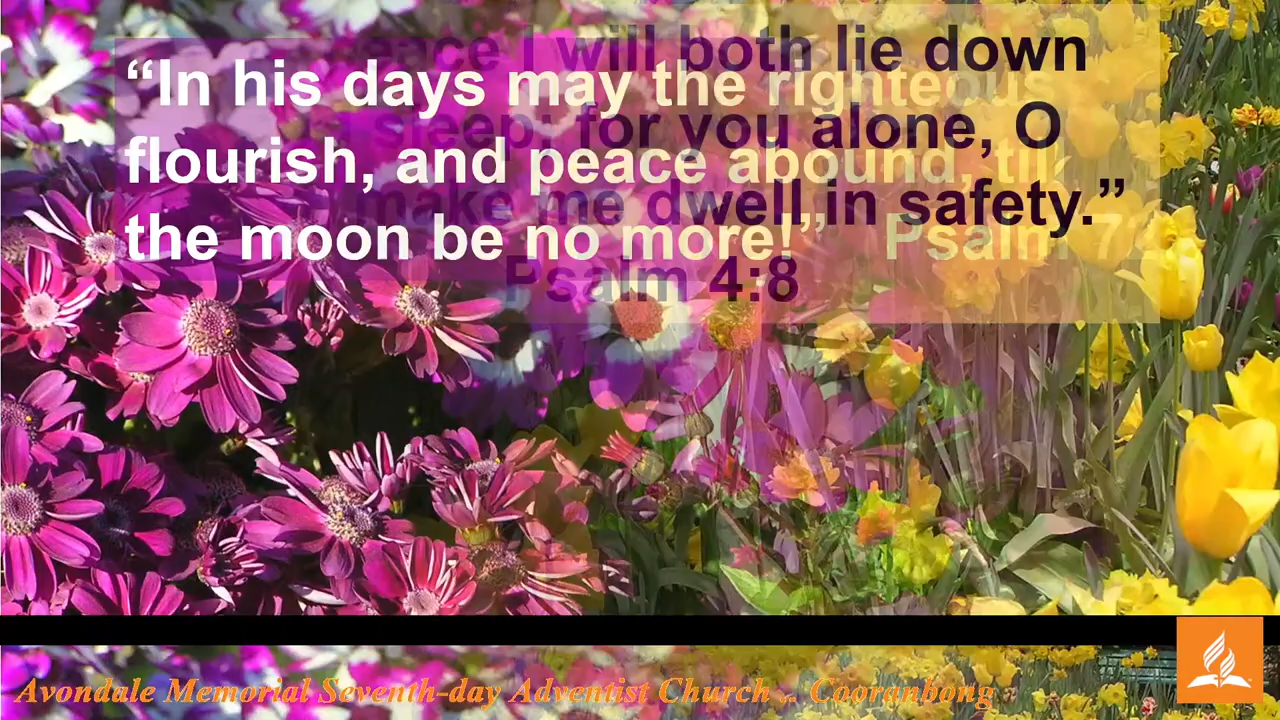 “In his days may the righteous
flourish, and peace abound, till
the moon be no more!” Psalm 7
peace I will both lie down
sleep; for you alone, O
make me dwell in safety.”
Psalm 4:8
Avondale Memorial Seventh-day Adventist Church .. Cooranbong